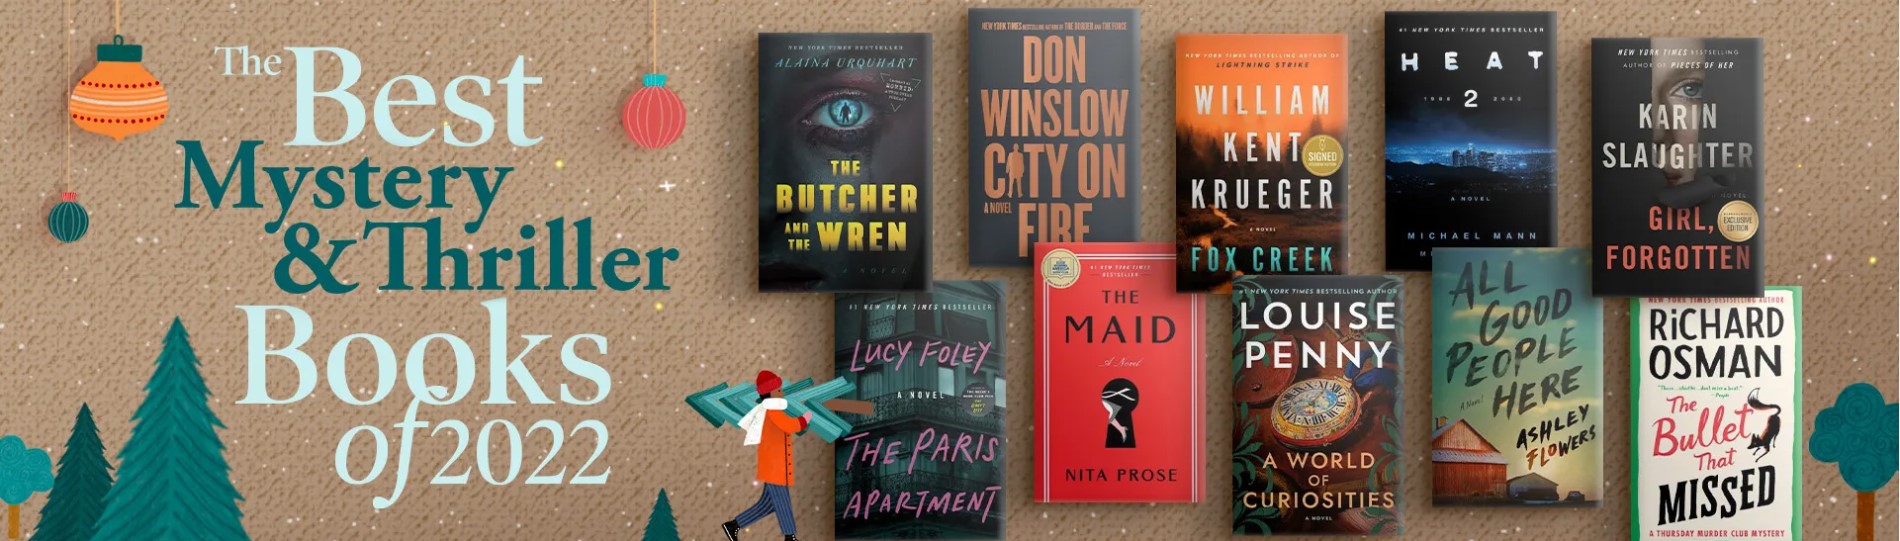 The Best
Mystery
& Thriller
Books
of 2022
NEW YORK TIMES BESTSELLER
ALAINA URQUHART
THE
BUTCHER
AND THE WREN
A NOVEL
NEW YORK TIMES BESTSELLING AUTHOR OF THE BORDER AND THE FORCE
DON
WINSLOW
CITY ON
A NOVEL
FIRE
NEW YORK TIMES BESTSELLING AUTHOR OF
LIGHTNING STRIKE
WILLIAM
KENT
SIGNED
KRUEGER
A NOVEL
FOX CREEK
#1 NEW YORK TIMES BESTSELLER
HEAT
2
A NOVEL
MICHAEL MANN
NEW YORK TIMES BESTSELLING
AUTHOR OF PIECES OF HER
KARIN
SLAUGHTER
NOVEL
GIRL,
EXCLUSIVE
EDITION
FORGOTTEN
#1 NEW YORK TIMES BESTSELLER
LUCY FOLEY
A NOVEL
THE PARIS
APARTMENT
#1 NEW YORK TIMES
BESTSELLER
THE
MAID
A Novel
NITA PROSE
#1 NEW YORK TIMES BESTSELLING AUTHOR
LOUISE
PENNY
A WORLD
OF
CURIOSITIES
A NOVEL
ALL
GOOD
PEOPLE
HERE
A Novel
ASHLEY
FLOWERS
NEW YORK TIMES BESTSELLING AUTHOR
RiCHARD
OSMAN
The
Bullet
That
MISSED
A THURSDAY MURDER CLUB MYSTERY